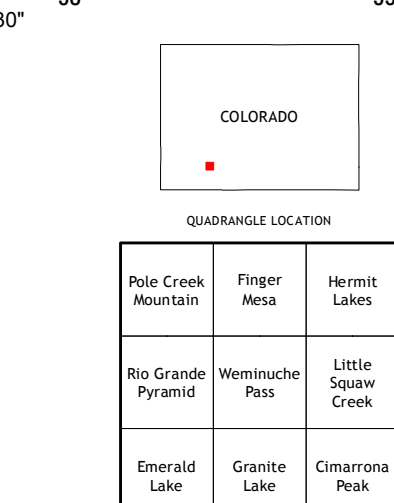 30"
COLORADO
QUADRANGLE LOCATION
Pole Creek
Mountain
Finger
Mesa
Hermit
Lakes
Rio Grande
Pyramid
Weminuche
Pass
Little
Squaw
Creek
Emerald
Lake
Granite
Lake
Cimarrona
Peak